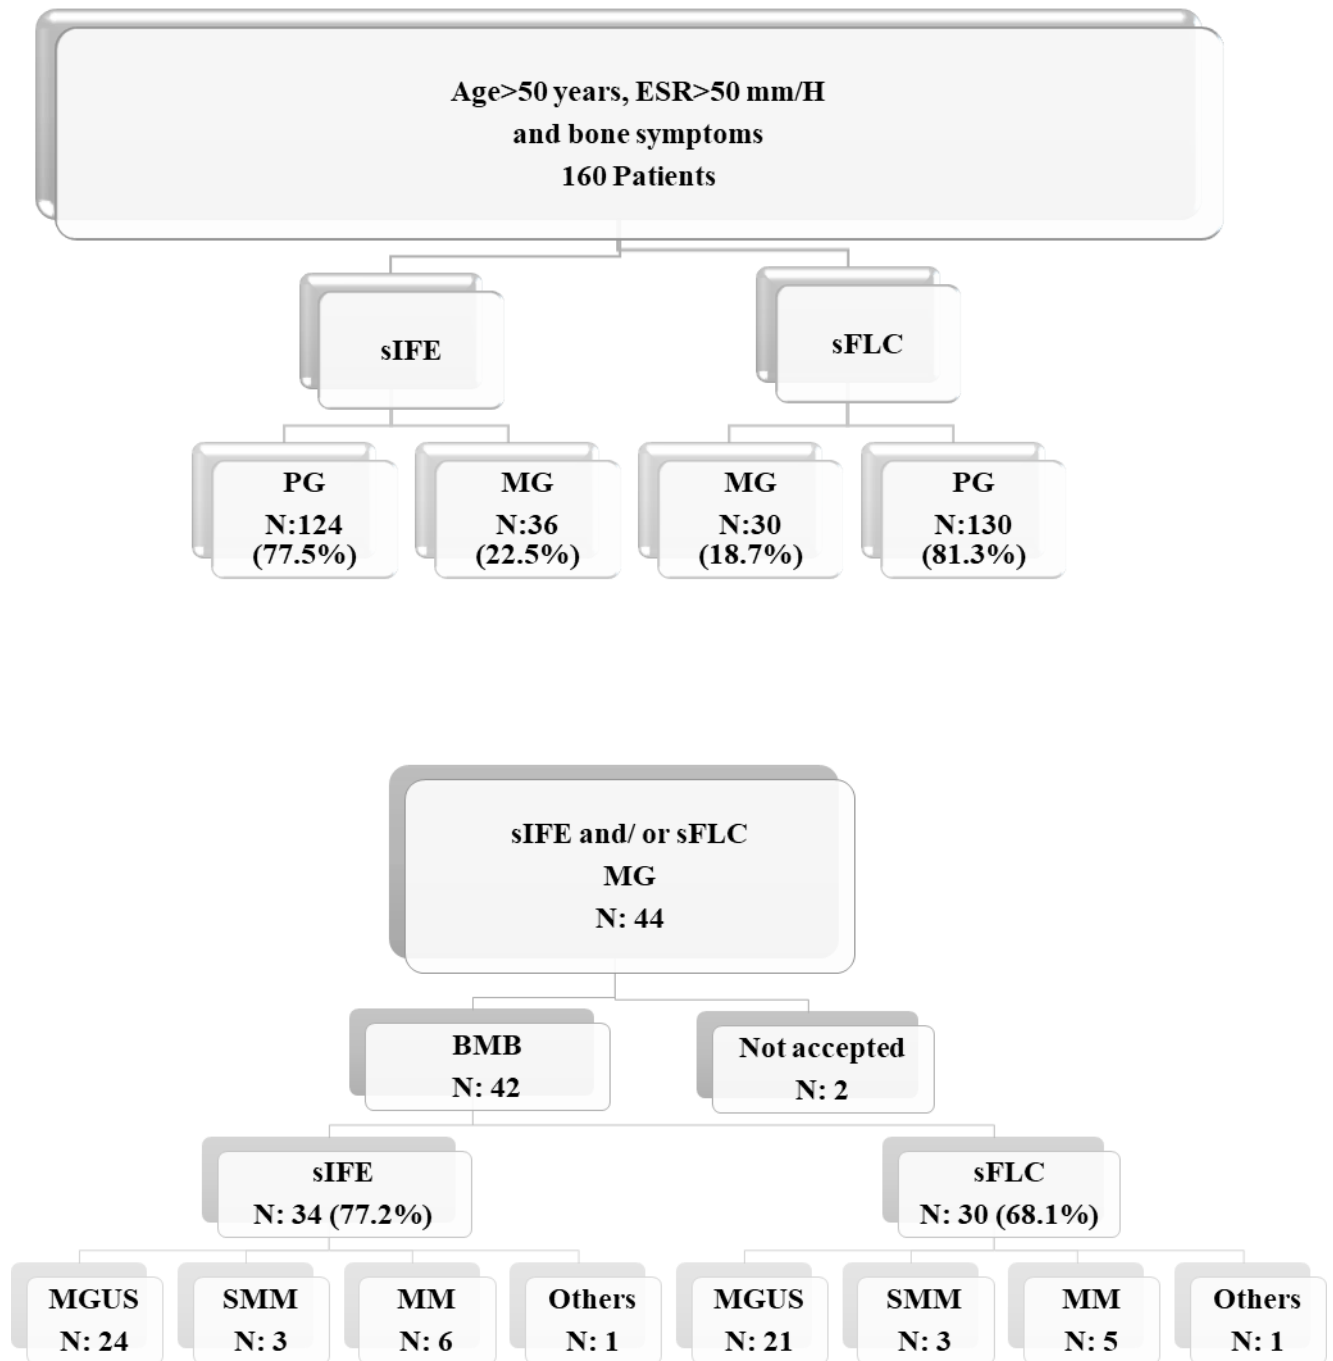 Age>50 years, ESR>50 mm/H
and bone symptoms
160 Patients
sIFE
sFLC
PG
N:124
(77.5%)
MG
N:36
(22.5%)
MG
N:30
(18.7%)
PG
N:130
(81.3%)
sIFE and/ or sFLC
MG
N: 44
BMB
N: 42
Not accepted
N: 2
sIFE
N: 34 (77.2%)
sFLC
N: 30 (68.1%)
MGUS
N: 24
SMM
N: 3
MM
N: 6
Others
N: 1
MGUS
N: 21
SMM
N: 3
MM
N: 5
Others
N: 1